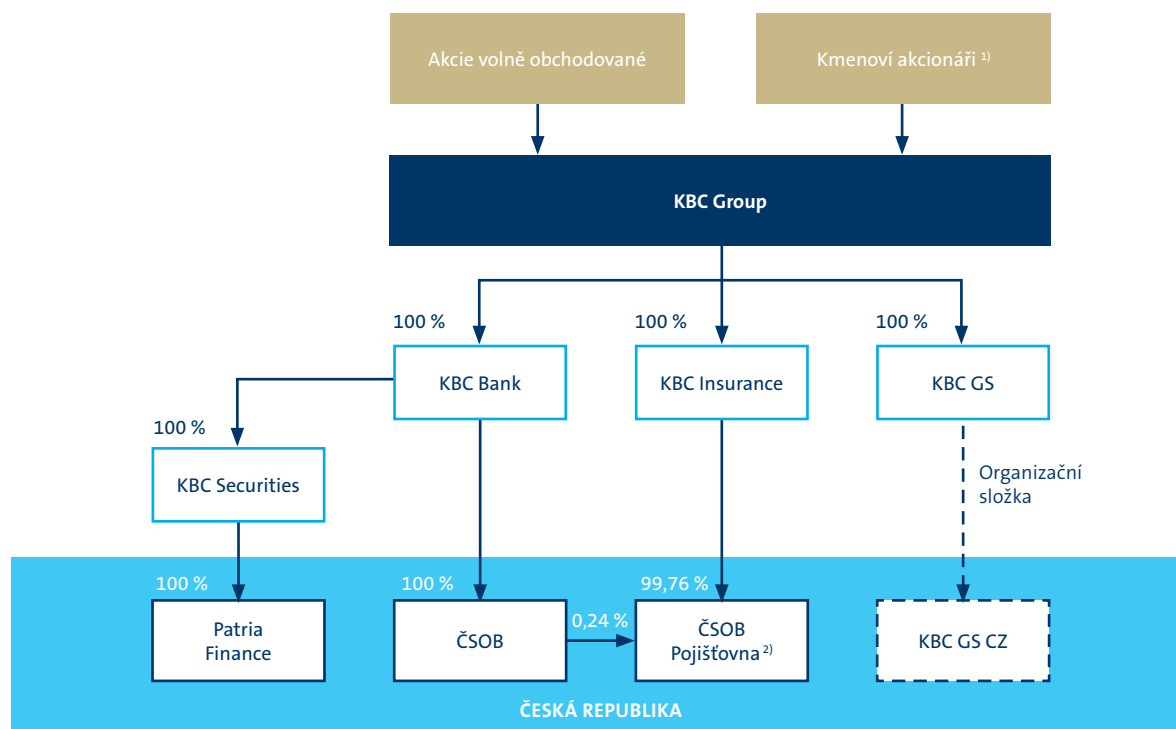 Akcie volně obchodované
Kmenoví akcionáři 1)
KBC Group
100 %
100 %
100 %
KBC Bank
KBC Insurance
KBC GS
100 %
KBC Securities
Organizační
složka
100 %
100 %
99,76 %
Patria
Finance
ČSOB
0,24 %
ČSOB
Pojišťovna 2)
KBC GS CZ
ČESKÁ REPUBLIKA